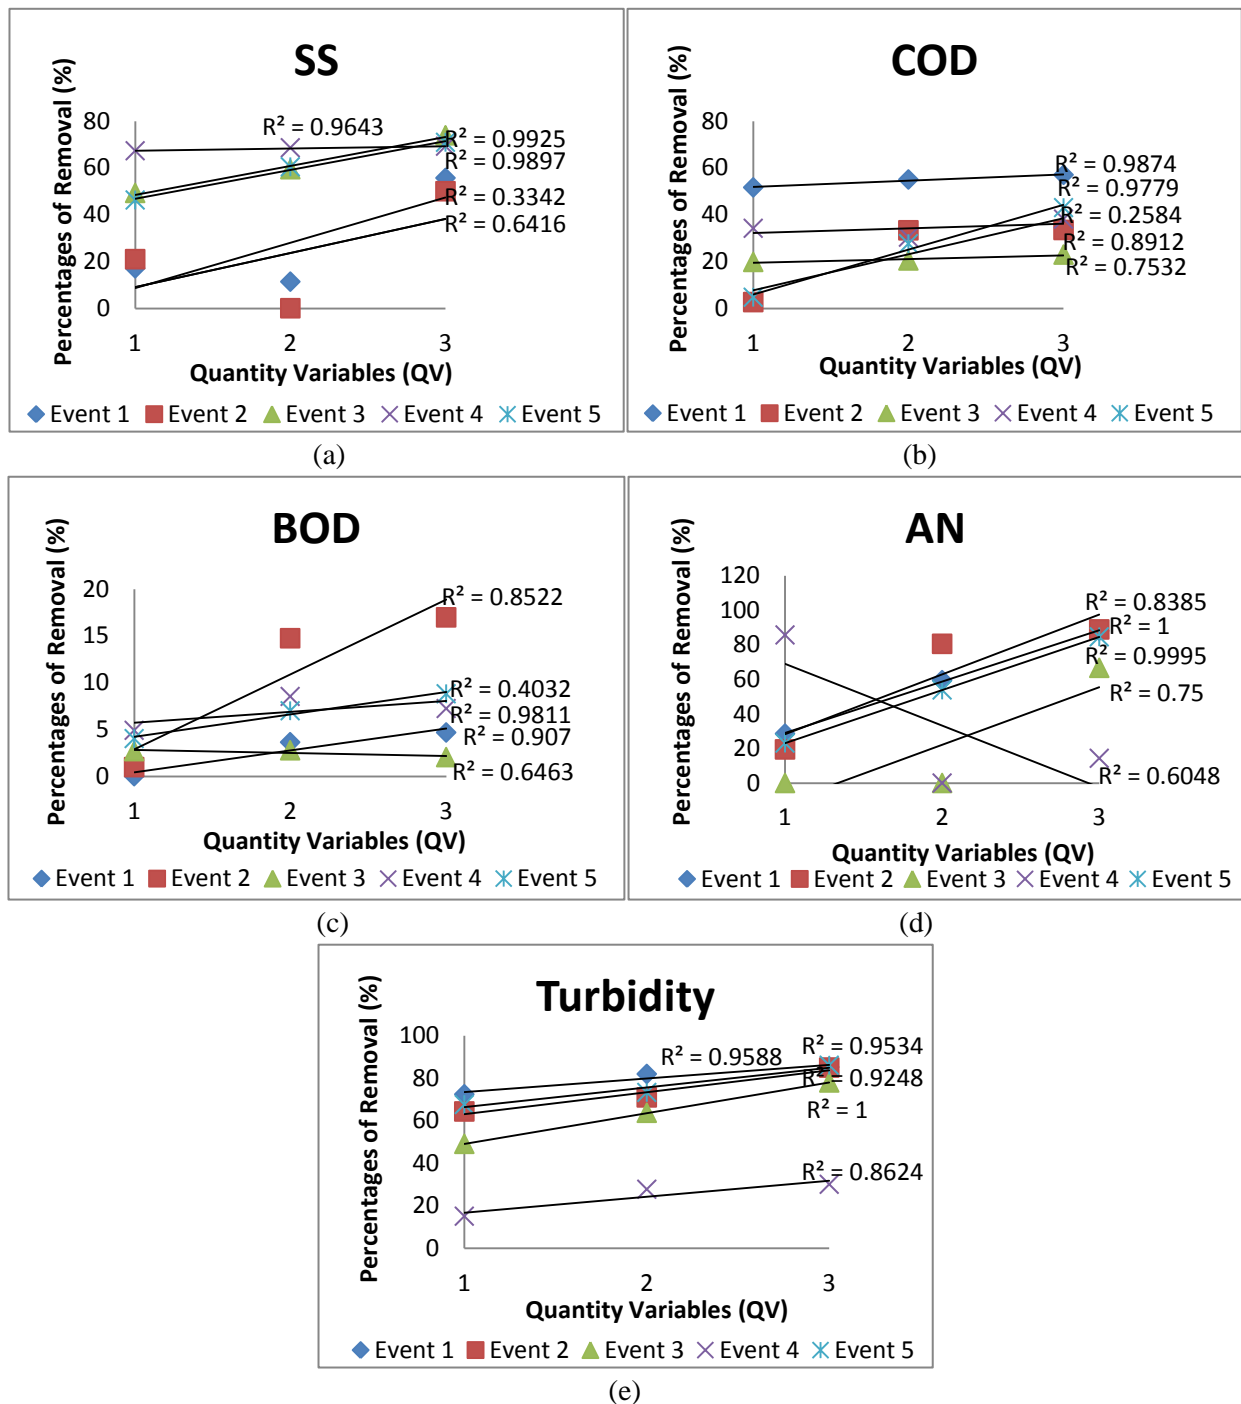 SS
Percentages of Removal (%)
80
60
40
20
0
R² = 0.9643
R² = 0.9925
R² = 0.9897
R² = 0.3342
R² = 0.6416
1 2 3
Quantity Variables (QV)
Event 1 Event 2 Event 3 Event 4 Event 5
(a)
COD
Percentages of Removal (%)
80
60
40
20
0
R² = 0.9874
R² = 0.9779
R² = 0.2584
R² = 0.8912
R² = 0.7532
1 2 3
Quantity Variables (QV)
Event 1 Event 2 Event 3 Event 4 Event 5
(b)
BOD
Percentages of Removal (%)
20
15
10
5
0
R² = 0.8522
R² = 0.4032
R² = 0.9811
R² = 0.907
R² = 0.6463
1 2 3
Quantity Variables (QV)
Event 1 Event 2 Event 3 Event 4 Event 5
(c)
AN
Percentages of Removal (%)
120
100
80
60
40
20
0
R² = 0.8385
R² = 1
R² = 0.9995
R² = 0.75
R² = 0.6048
1 2 3
Quantity Variables (QV)
Event 1 Event 2 Event 3 Event 4 Event 5
(d)
Turbidity
Percentages of Removal (%)
100
80
60
40
20
0
R² = 0.9588
R² = 0.9534
R² = 0.9248
R² = 1
R² = 0.8624
1 2 3
Quantity Variables (QV)
Event 1 Event 2 Event 3 Event 4 Event 5
(e)